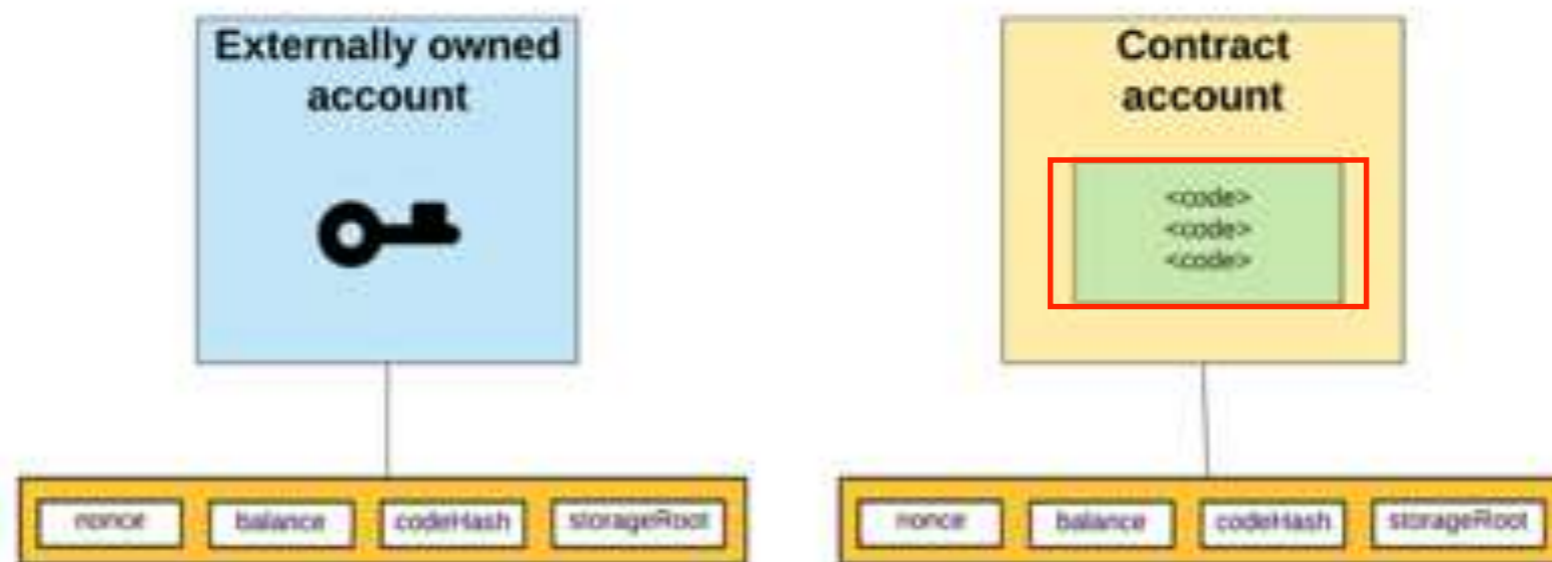 Externally owned
account
Contract
account
<code>
<code>
<code>
nonce
balance
codeHash
storageRoot
nonce
balance
codeHash
storageRoot